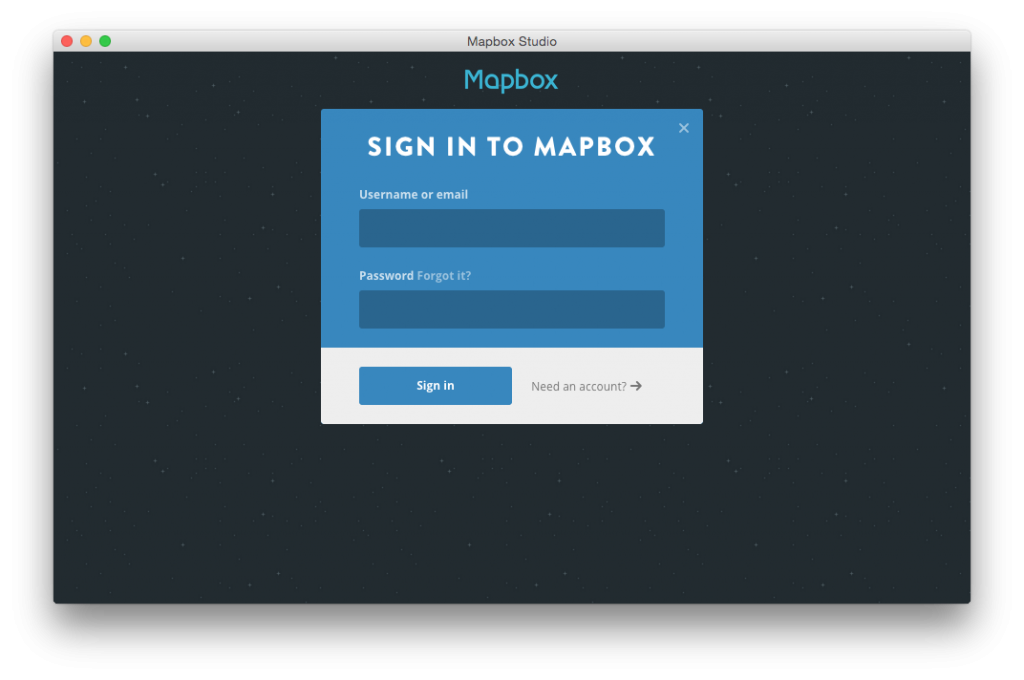 Mapbox Studio
Mapbox
SIGN IN TO MAPBOX
Username or email
Password Forgot it?
Sign in
Need an account?